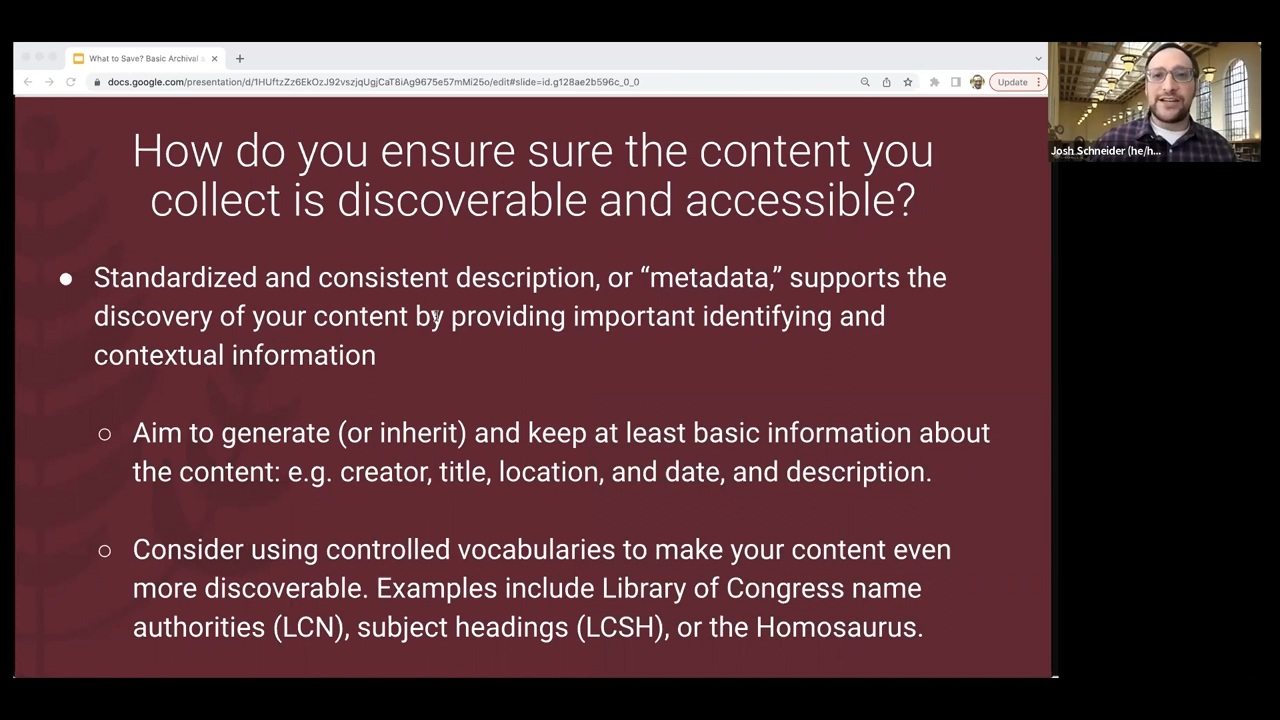 What to Save? Basic Archival a
docs.google.com/presentation/d/1HUftzZz6EkOzJ92vszjqUgjCaT8iAg9675e57mMi25o/edit#slide=id.g128ae2b596c_0_0
Update
Josh Schneider (he/h...
How do you ensure sure the content you
collect is discoverable and accessible?
● Standardized and consistent description, or “metadata,” supports the
discovery of your content by providing important identifying and
contextual information
○ Aim to generate (or inherit) and keep at least basic information about
the content: e.g. creator, title, location, and date, and description.
○ Consider using controlled vocabularies to make your content even
more discoverable. Examples include Library of Congress name
authorities (LCN), subject headings (LCSH), or the Homosaurus.